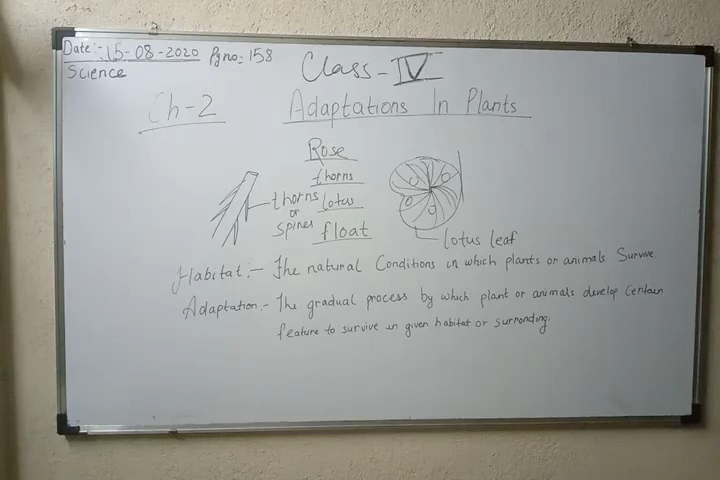 Date:- 15-08-2020 Pg no:- 158
Science
Class-IV
Ch-2 Adaptations In Plants
Rose
thorns
thorns or spines
lotus
float
lotus leaf
Habitat:- The natural Conditions in which plants or animals Survive.
Adaptation:- The gradual process by which plant or animals develop certain
feature to survive in given habitat or surronding.